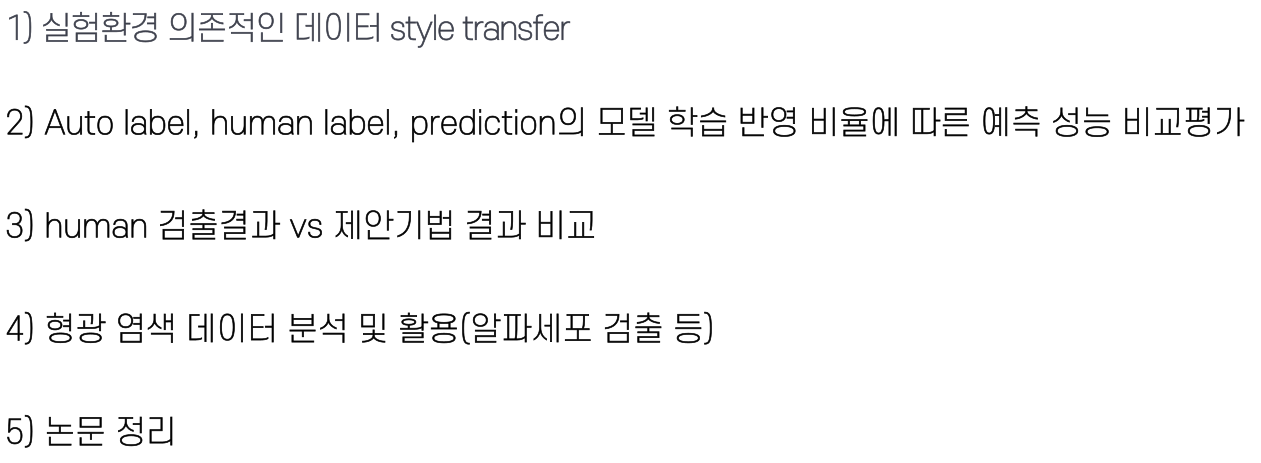 1) 실험환경 의존적인 데이터 style transfer
2) Auto label, human label, prediction의 모델 학습 반영 비율에 따른 예측 성능 비교평가
3) human 검출결과 vs 제안기법 결과 비교
4) 형광 염색 데이터 분석 및 활용(알파세포 검출 등)
5) 논문 정리